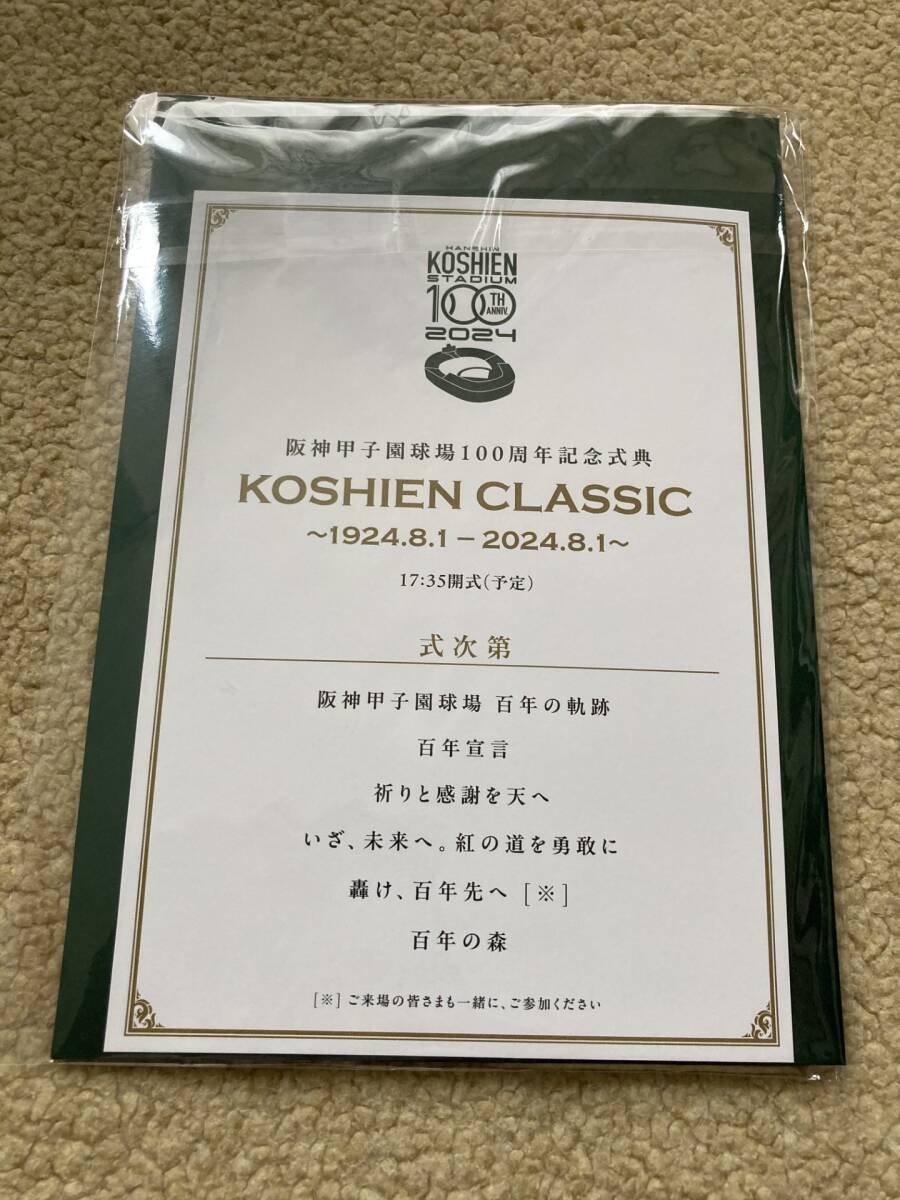 HANSHIN
KOSHIEN
STADIUM
100TH ANNIV.
2024
阪神甲子園球場100周年記念式典
KOSHIEN CLASSIC
～1924.8.1 – 2024.8.1～
17:35開式(予定)
式次第
阪神甲子園球場 百年の軌跡
百年宣言
祈りと感謝を天へ
いざ、未来へ。紅の道を勇敢に
轟け、百年先へ [※]
百年の森
[※] ご来場の皆さまも一緒に、ご参加ください